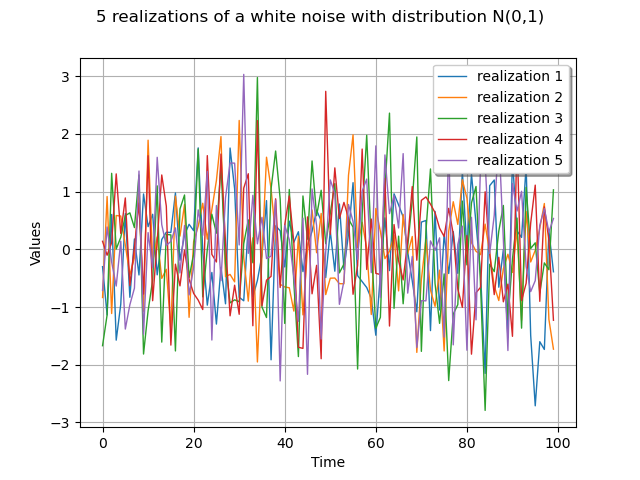 5 realizations of a white noise with distribution N(0,1)
realization 1
realization 2
realization 3
realization 4
realization 5
3
2
1
0
−1
−2
−3
Values
0 20 40 60 80 100
Time